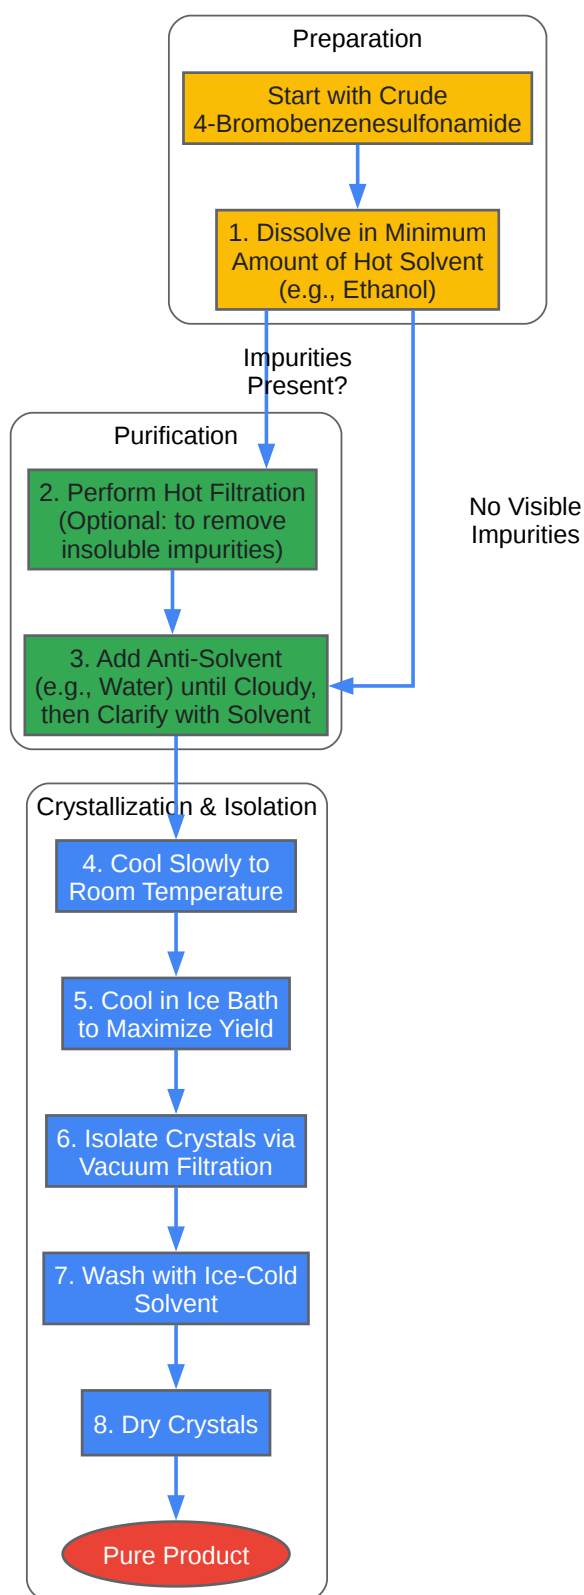 Preparation
Start with Crude
4-Bromobenzenesulfonamide
1. Dissolve in Minimum
Amount of Hot Solvent
(e.g., Ethanol)
Impurities
Present?
Purification
2. Perform Hot Filtration
(Optional: to remove
insoluble impurities)
No Visible
Impurities
3. Add Anti-Solvent
(e.g., Water) until Cloudy,
then Clarify with Solvent
Crystallization & Isolation
4. Cool Slowly to
Room Temperature
5. Cool in Ice Bath
to Maximize Yield
6. Isolate Crystals via
Vacuum Filtration
7. Wash with Ice-Cold
Solvent
8. Dry Crystals
Pure Product